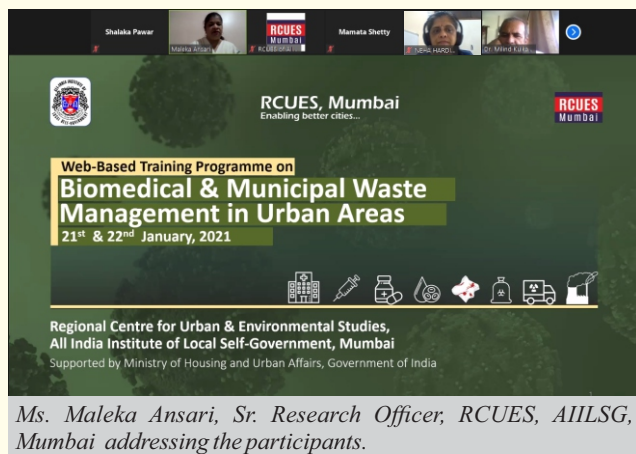 Shalaka Pawar
Maleka Ansari
RCUES
Mumbai
Mamata Shetty
RCUES
Mumbai
RCUES, Mumbai
Enabling better cities...
Web-Based Training Programme on
Biomedical & Municipal Waste
Management in Urban Areas
21st & 22nd January, 2021
Regional Centre for Urban & Environmental Studies,
All India Institute of Local Self-Government, Mumbai
Supported by Ministry of Housing and Urban Affairs, Government of India
Ms. Maleka Ansari, Sr. Research Officer, RCUES, AIILSG,
Mumbai addressing the participants.